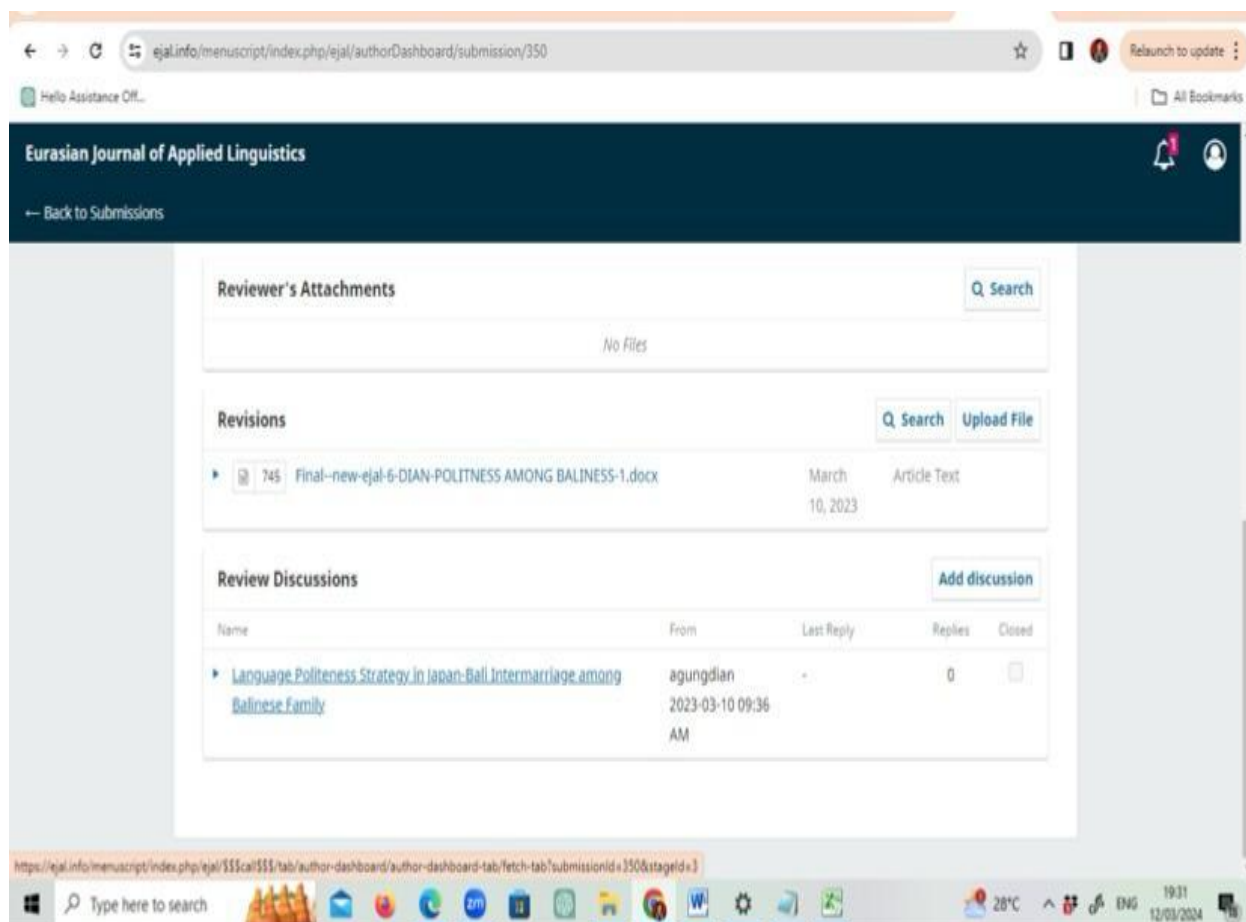 ejal.info/menuscript/index.php/ejal/authorDashboard/submission/350
Relaunch to update
Hello Assistance Off...
All Bookmarks
Eurasian Journal of Applied Linguistics
1
← Back to Submissions
Reviewer's Attachments
Search
No Files
Revisions
Search Upload File
745 Final--new-ejal-6-DIAN-POLITNESS AMONG BALINESS-1.docx March Article Text
10, 2023
Review Discussions
Add discussion
Name From Last Reply Replies Closed
Language Politeness Strategy in Japan-Bali Intermarriage among agungdian - 0
Balinese Family 2023-03-10 09:36
AM
https://ejal.info/menuscript/index.php/ejal/$$$call$$$/tab/author-dashboard/author-dashboard-tab/fetch-tab?submissionId=350&stageId=3
Type here to search zm W 28°C ENG 19:31
12/03/2024